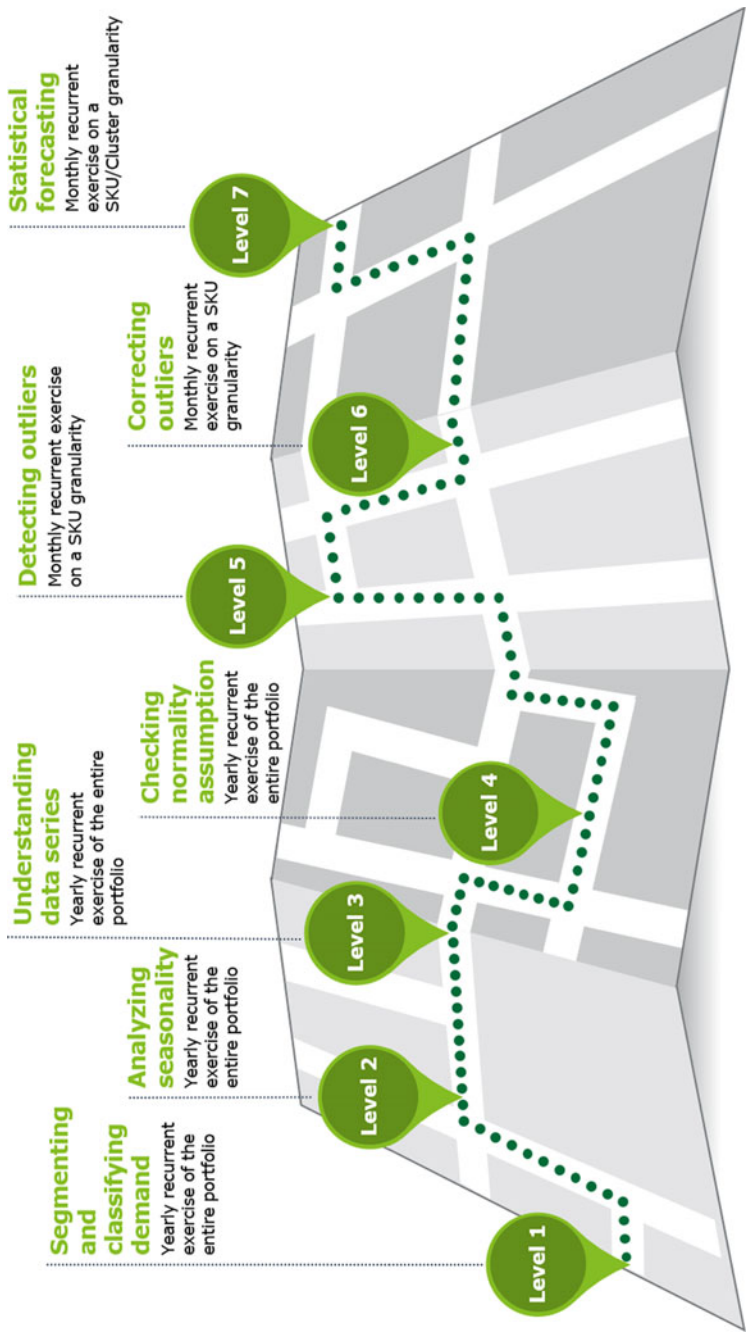 Segmenting
and
classifying
demand
Yearly recurrent
exercise of the
entire portfolio
Level 1
Analyzing
seasonality
Yearly recurrent
exercise of the
entire portfolio
Level 2
Understanding
data series
Yearly recurrent
exercise of the entire
portfolio
Level 3
Checking
normality
assumption
Yearly recurrent
exercise of the
entire portfolio
Level 4
Detecting outliers
Monthly recurrent exercise
on a SKU granularity
Level 5
Correcting
outliers
Monthly recurrent
exercise on a SKU
granularity
Level 6
Statistical
forecasting
Monthly recurrent
exercise on a
SKU/Cluster granularity
Level 7